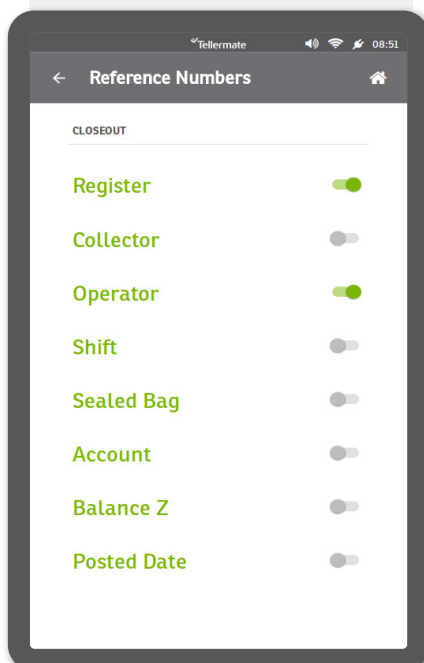 Tellermate 08:51
Reference Numbers
CLOSEOUT
Register
Collector
Operator
Shift
Sealed Bag
Account
Balance Z
Posted Date